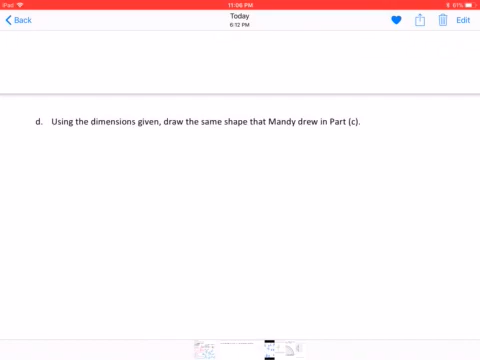 iPad 11:06 PM 61%
Back Today Edit
6:12 PM
d. Using the dimensions given, draw the same shape that Mandy drew in Part (c).